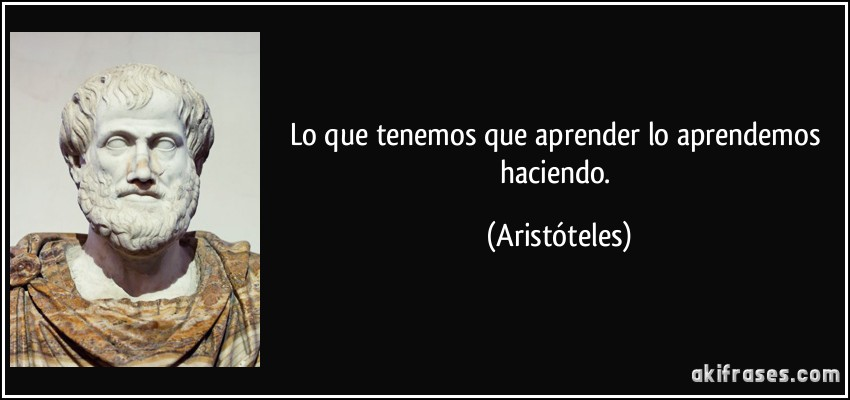 Lo que tenemos que aprender lo aprendemos
haciendo.
(Aristóteles)
akifrases.com